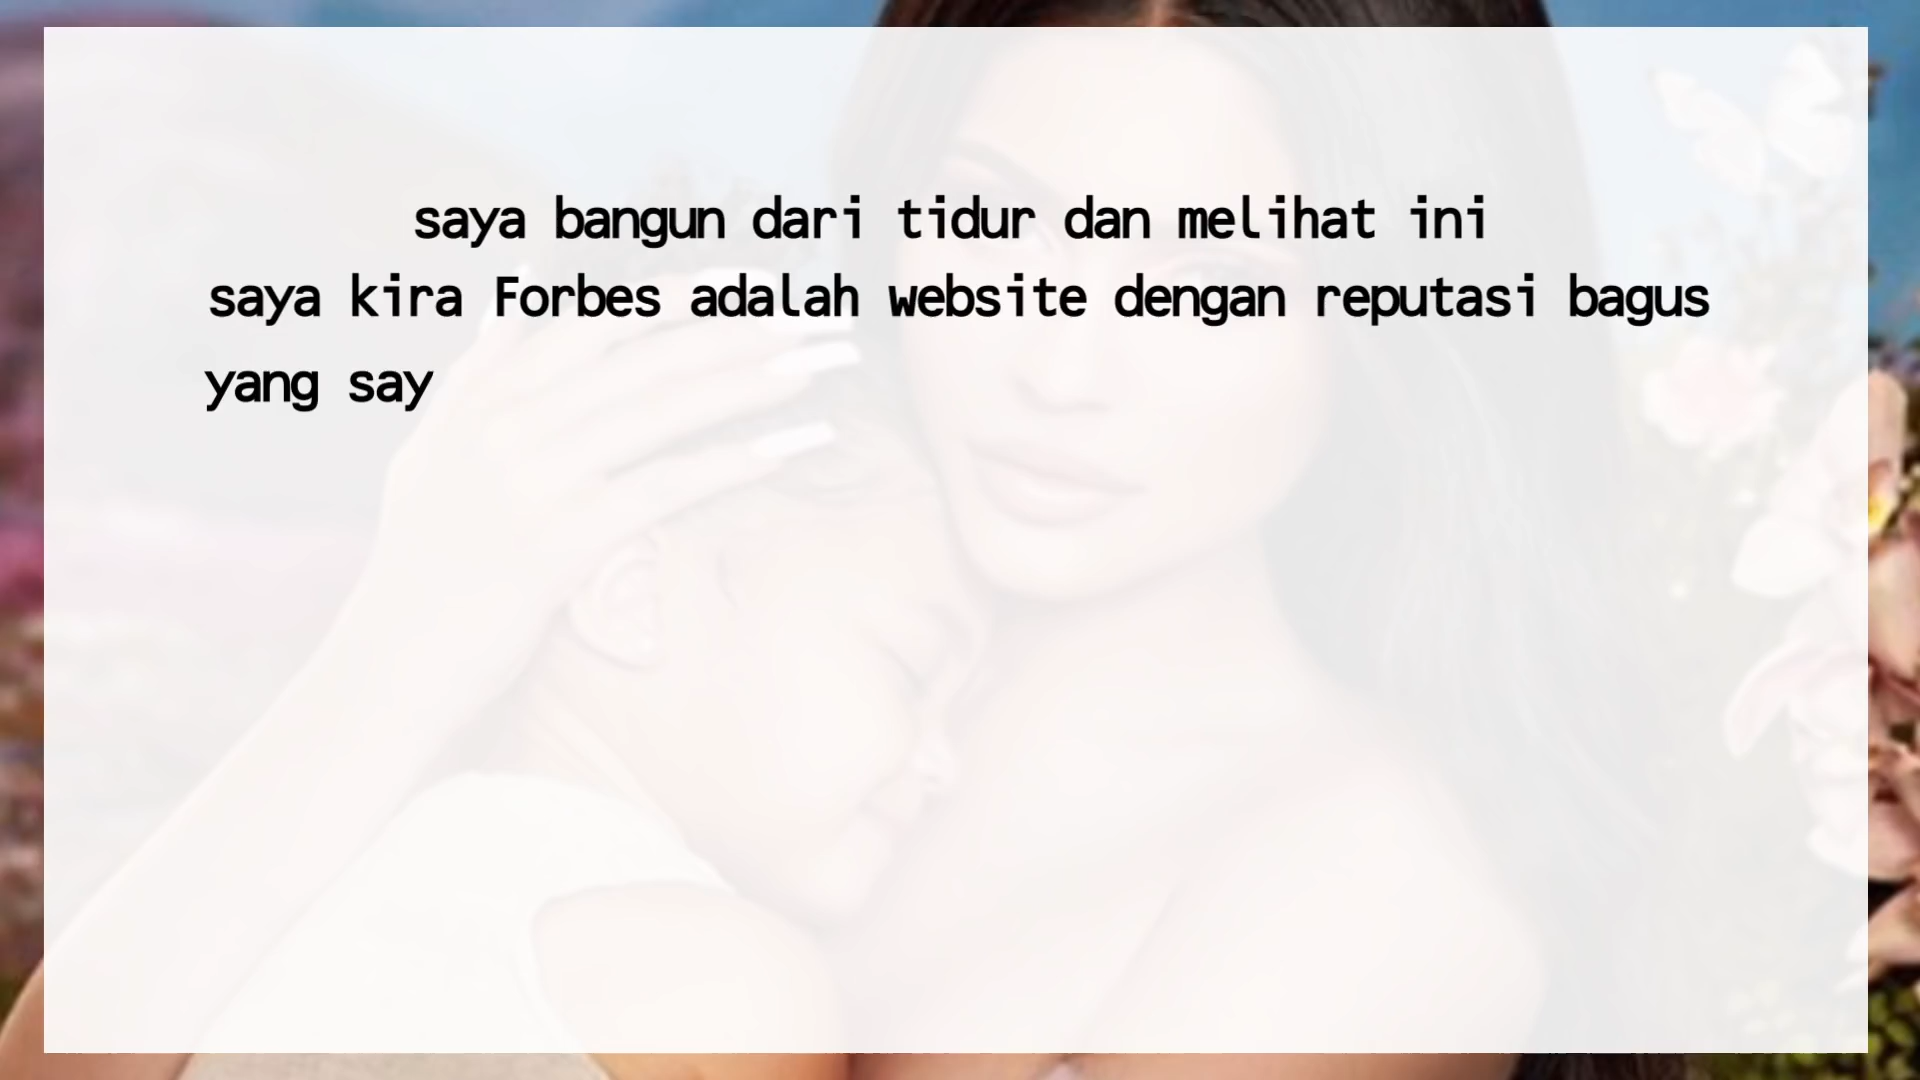 saya bangun dari tidur dan melihat ini
saya kira Forbes adalah website dengan reputasi bagus
yang say